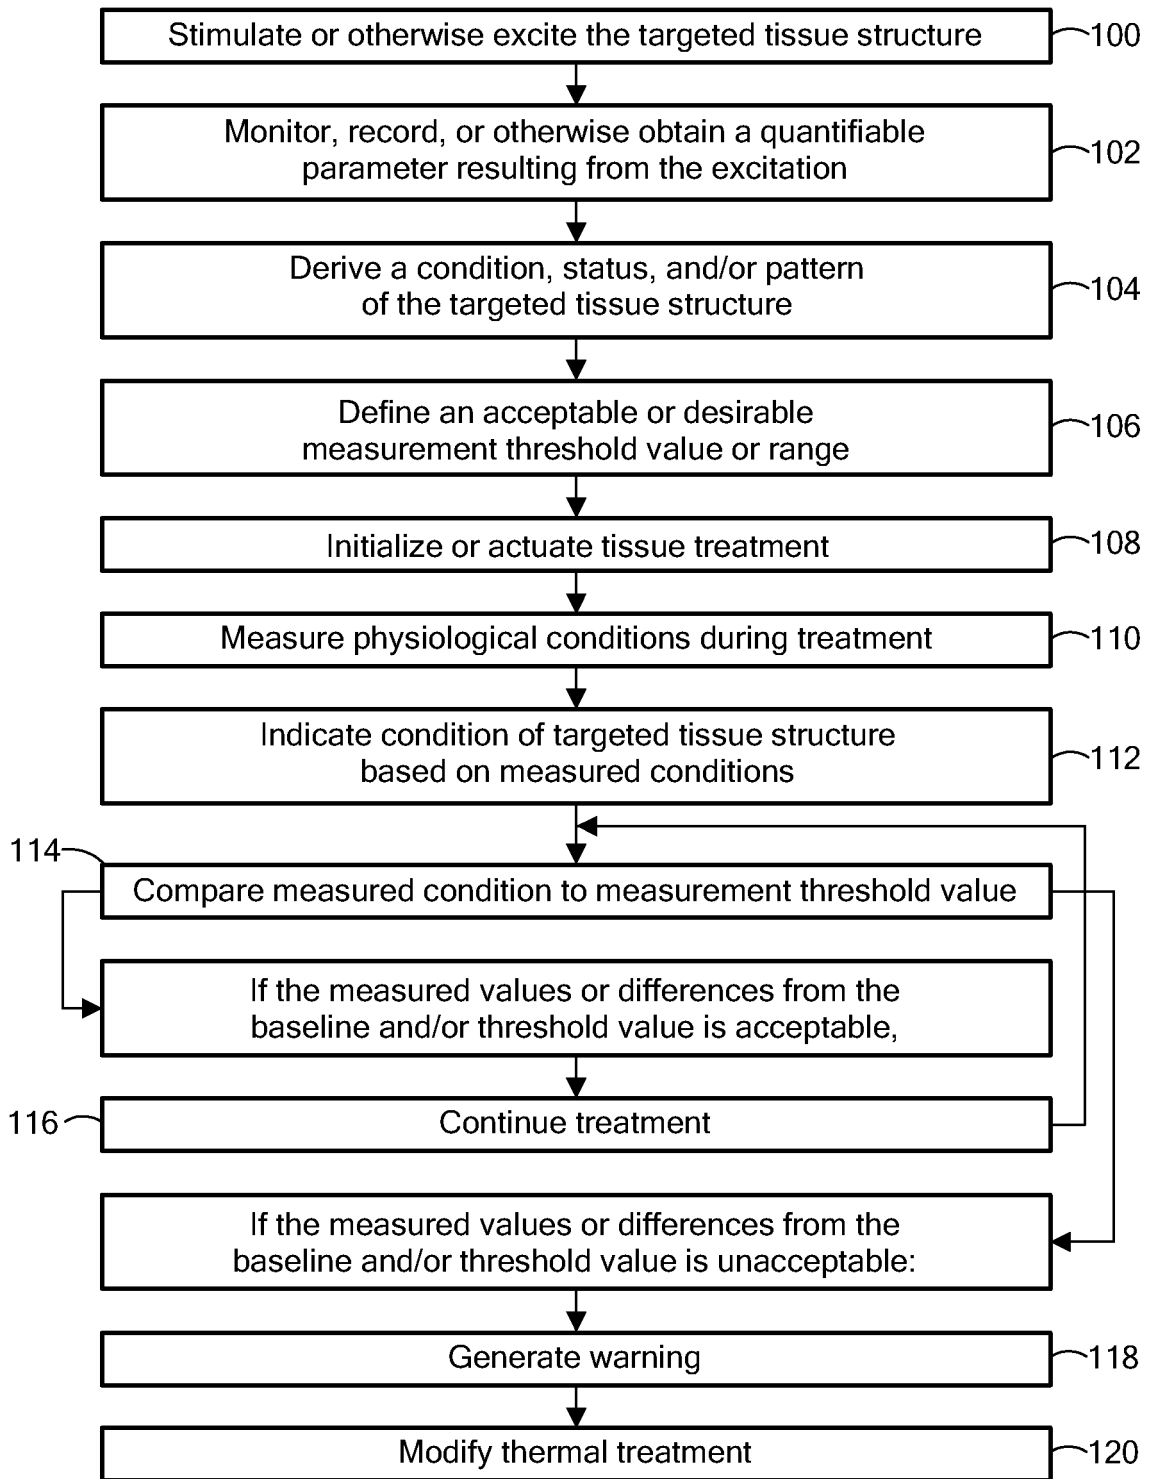 Stimulate or otherwise excite the targeted tissue structure
100
Monitor, record, or otherwise obtain a quantifiable
parameter resulting from the excitation
102
Derive a condition, status, and/or pattern
of the targeted tissue structure
104
Define an acceptable or desirable
measurement threshold value or range
106
Initialize or actuate tissue treatment
108
Measure physiological conditions during treatment
110
Indicate condition of targeted tissue structure
based on measured conditions
112
114
Compare measured condition to measurement threshold value
If the measured values or differences from the
baseline and/or threshold value is acceptable,
116
Continue treatment
If the measured values or differences from the
baseline and/or threshold value is unacceptable:
Generate warning
118
Modify thermal treatment
120